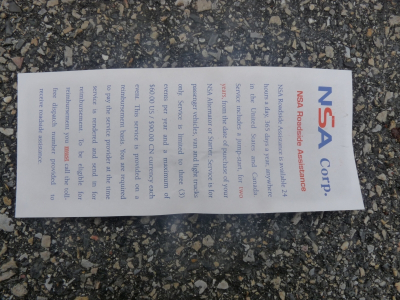 NSA Corp.
NSA Roadside Assistance
NSA Roadside Assistance is available 24
hours a day, 365 days a year anywhere
in the United States and Canada.
Service includes a jump-start, for two
years from the date of purchase of your
NSA Alternator or Starter. Service is for
passenger vehicles, van and light trucks
only. Service is limited to three (3)
events per year and a maximum of
$60.00 US / $90.00 CN currency each
event. This service is provided on a
reimbursement basis. You are required
to pay the service provider at the time
service is rendered and send us for
reimbursement. To be eligible for
reimbursement you must call the toll-
free dispatch number provided to
receive roadside assistance